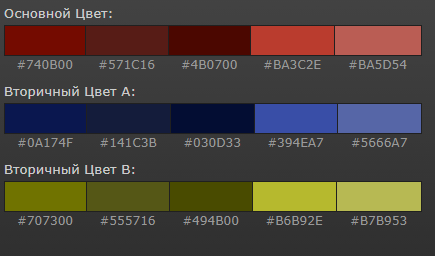 Основной Цвет:
#740B00 #571C16 #4B0700 #BA3C2E #BA5D54
Вторичный Цвет A:
#0A174F #141C3B #030D33 #394EA7 #5666A7
Вторичный Цвет B:
#707300 #555716 #494B00 #B6B92E #B7B953